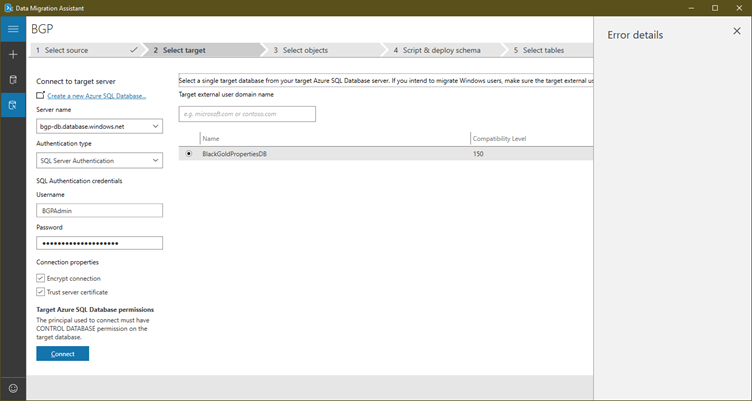 Data Migration Assistant
BGP
1 Select source
2 Select target
3 Select objects
4 Script & deploy schema
5 Select tables
Connect to target server
Create a new Azure SQL Database...
Server name
bgp-db.database.windows.net
Authentication type
SQL Server Authentication
SQL Authentication credentials
Username
BGPAdmin
Password
Connection properties
Encrypt connection
Trust server certificate
Target Azure SQL Database permissions
The principal used to connect must have
CONTROL DATABASE permission on the
target database.
Connect
Select a single target database from your target Azure SQL Database server. If you intend to migrate Windows users, make sure the target external us
Target external user domain name
e.g. microsoft.com or contoso.com
Name Compatibility Level
BlackGoldPropertiesDB 150
Error details